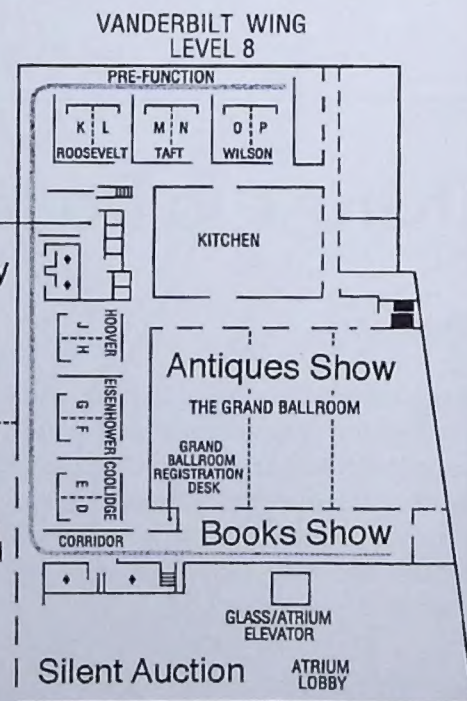 VANDERBILT WING
LEVEL 8
PRE-FUNCTION
K L
M N
O P
ROOSEVELT
TAFT
WILSON
KITCHEN
HOOVER
J H
Antiques Show
THE GRAND BALLROOM
EISENHOWER
G F
GRAND
BALLROOM
REGISTRATION
DESK
COOLIDGE
E D
Books Show
CORRIDOR
GLASS/ATRIUM
ELEVATOR
Silent Auction
ATRIUM
LOBBY